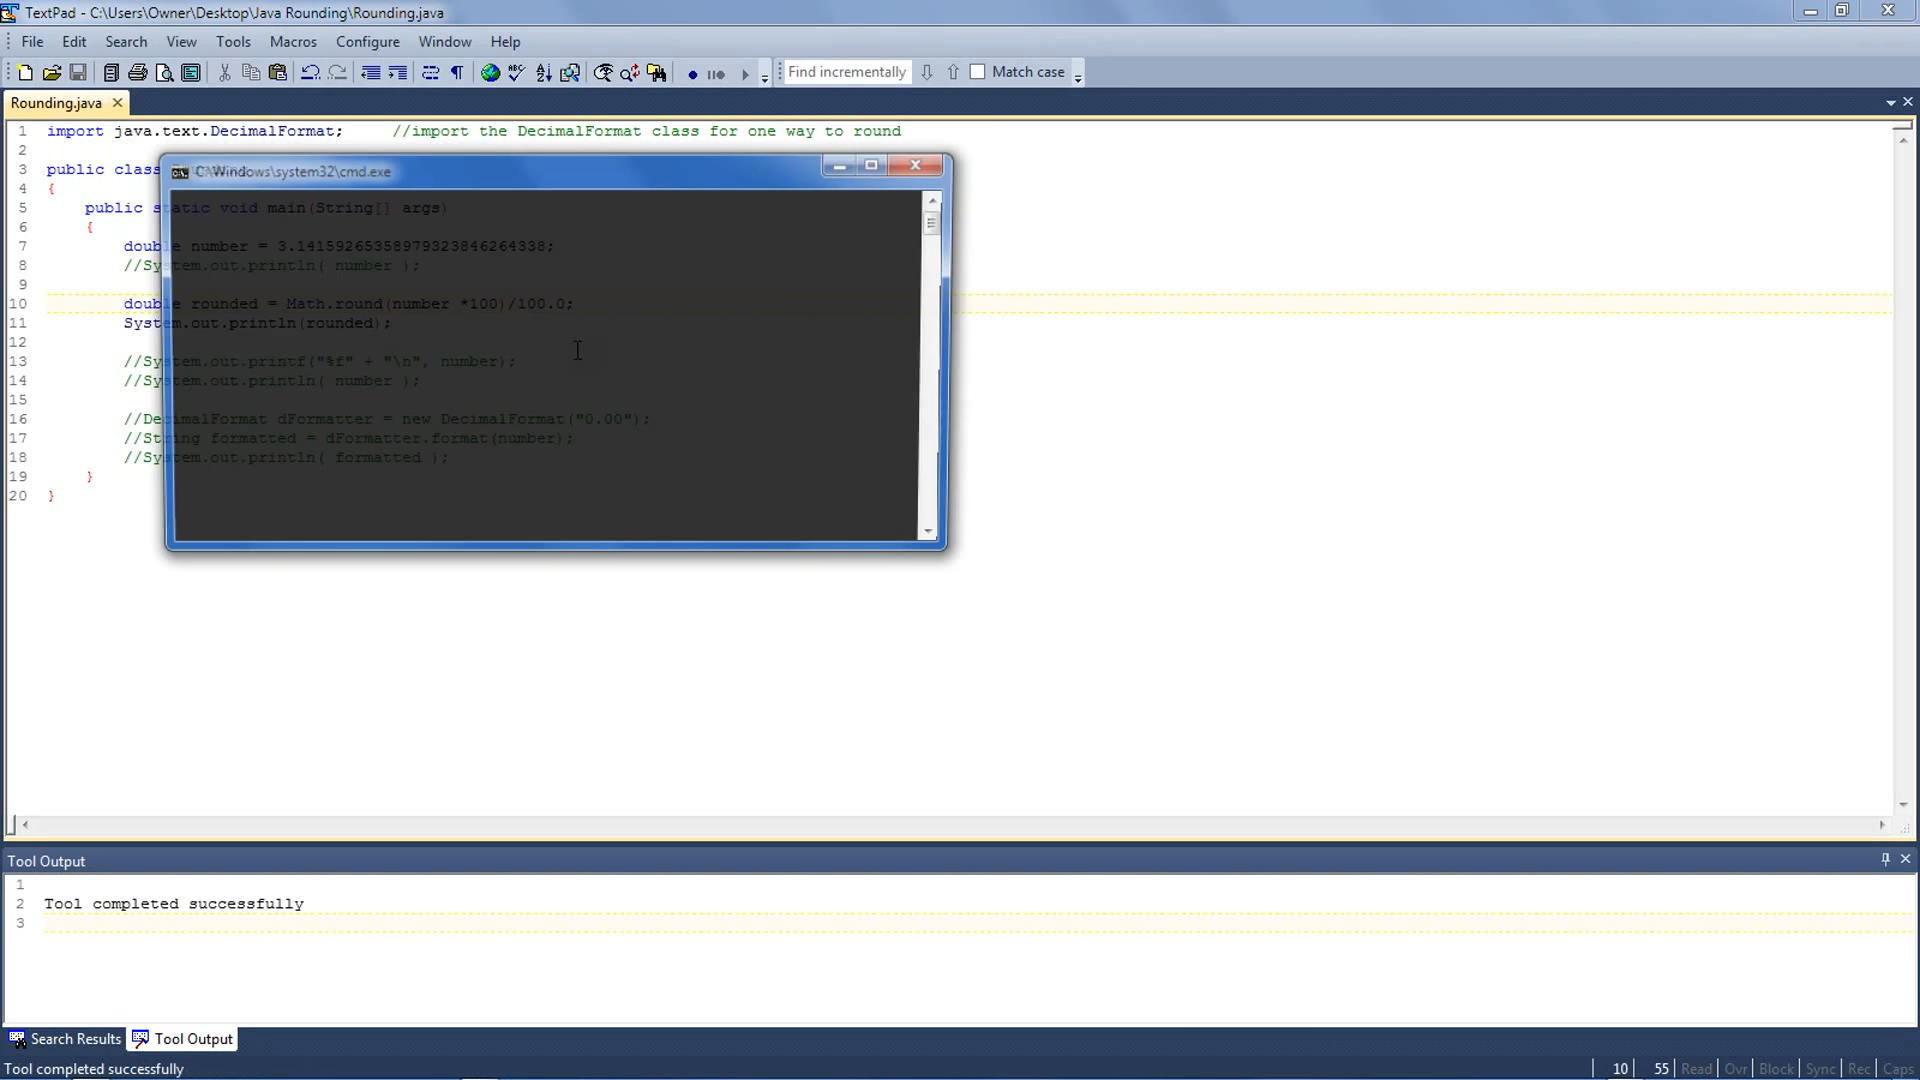 TextPad - C:\Users\Owner\Desktop\Java Rounding\Rounding.java
File Edit Search View Tools Macros Configure Window Help
Find incrementally Match case
Rounding.java
1 import java.text.DecimalFormat; //import the DecimalFormat class for one way to round
2
3 public class
C:\Windows\system32\cmd.exe
4 {
5 public static void main(String[] args)
6 {
7 double number = 3.14159265358979323846264338;
8 //System.out.println( number );
9
10 double rounded = Math.round(number *100)/100.0;
11 System.out.println(rounded);
12
13 //System.out.printf("%f" + "\n", number);
14 //System.out.println( number );
15
16 //DecimalFormat dFormatter = new DecimalFormat("0.00");
17 //String formatted = dFormatter.format(number);
18 //System.out.println( formatted );
19 }
20 }
Tool Output
1
2 Tool completed successfully
3
Search Results Tool Output
Tool completed successfully 10 55 Read Ovr Block Sync Rec Caps